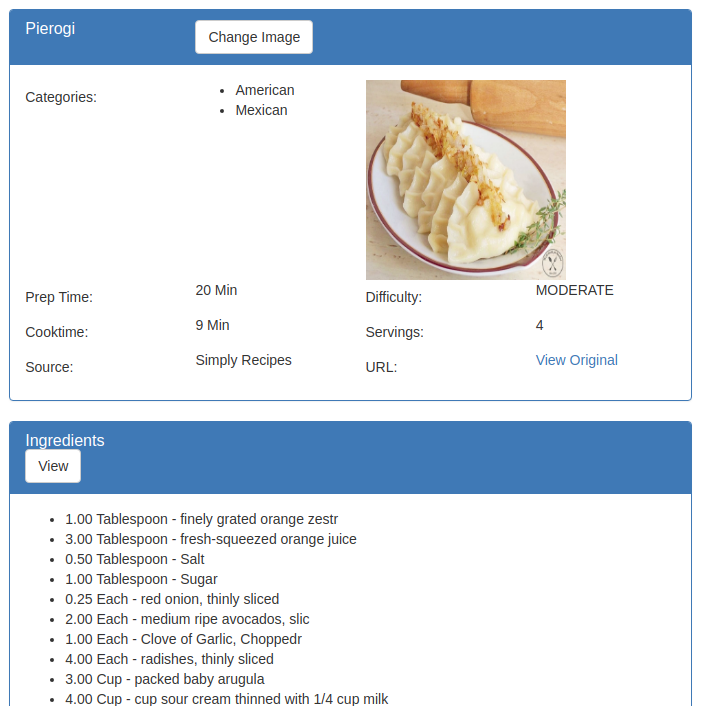 Pierogi
Change Image
Categories:
American
Mexican
Prep Time:
20 Min
Difficulty:
MODERATE
Cooktime:
9 Min
Servings:
4
Source:
Simply Recipes
URL:
View Original
Ingredients
View
1.00 Tablespoon - finely grated orange zestr
3.00 Tablespoon - fresh-squeezed orange juice
0.50 Tablespoon - Salt
1.00 Tablespoon - Sugar
0.25 Each - red onion, thinly sliced
2.00 Each - medium ripe avocados, slic
1.00 Each - Clove of Garlic, Choppedr
4.00 Each - radishes, thinly sliced
3.00 Cup - packed baby arugula
4.00 Cup - cup sour cream thinned with 1/4 cup milk